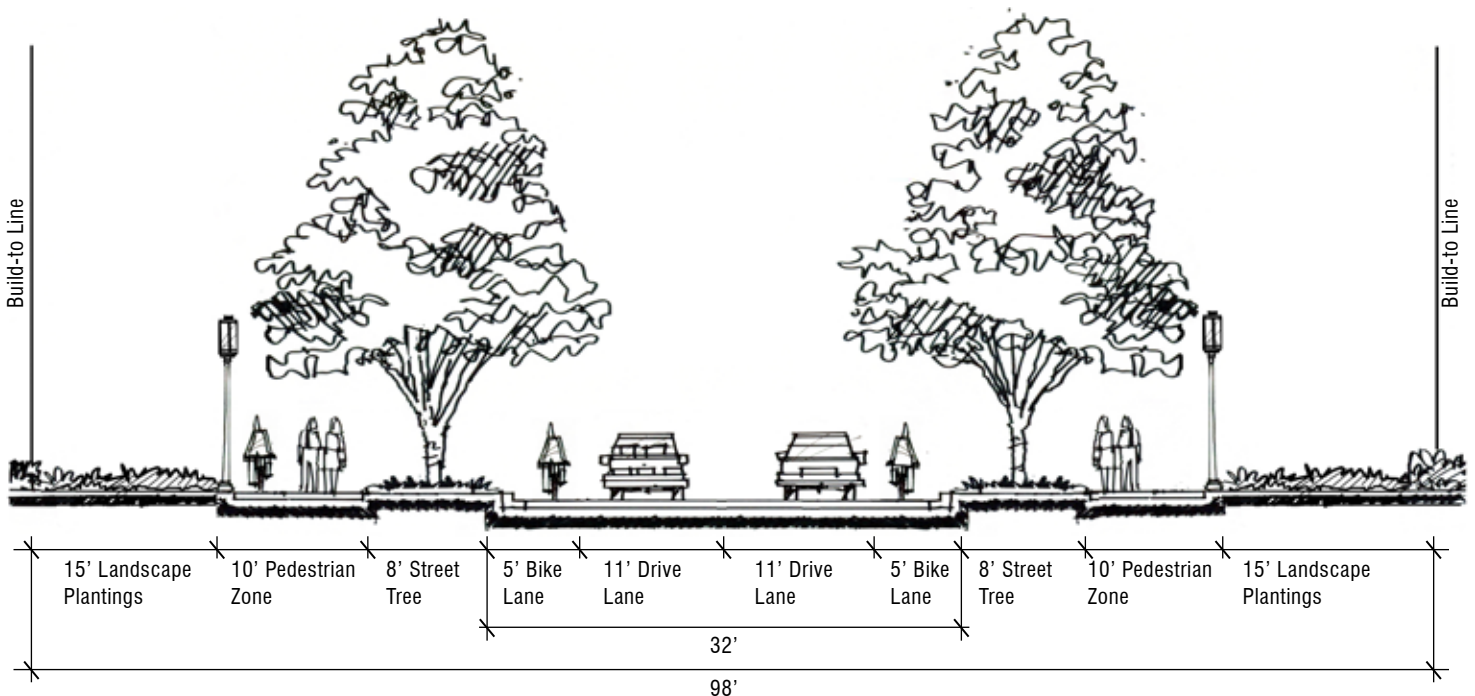 Build-to Line
Build-to Line
15’ Landscape
Plantings
10’ Pedestrian
Zone
8’ Street
Tree
5’ Bike
Lane
11’ Drive
Lane
11’ Drive
Lane
5’ Bike
Lane
8’ Street
Tree
10’ Pedestrian
Zone
15’ Landscape
Plantings
32’
98’